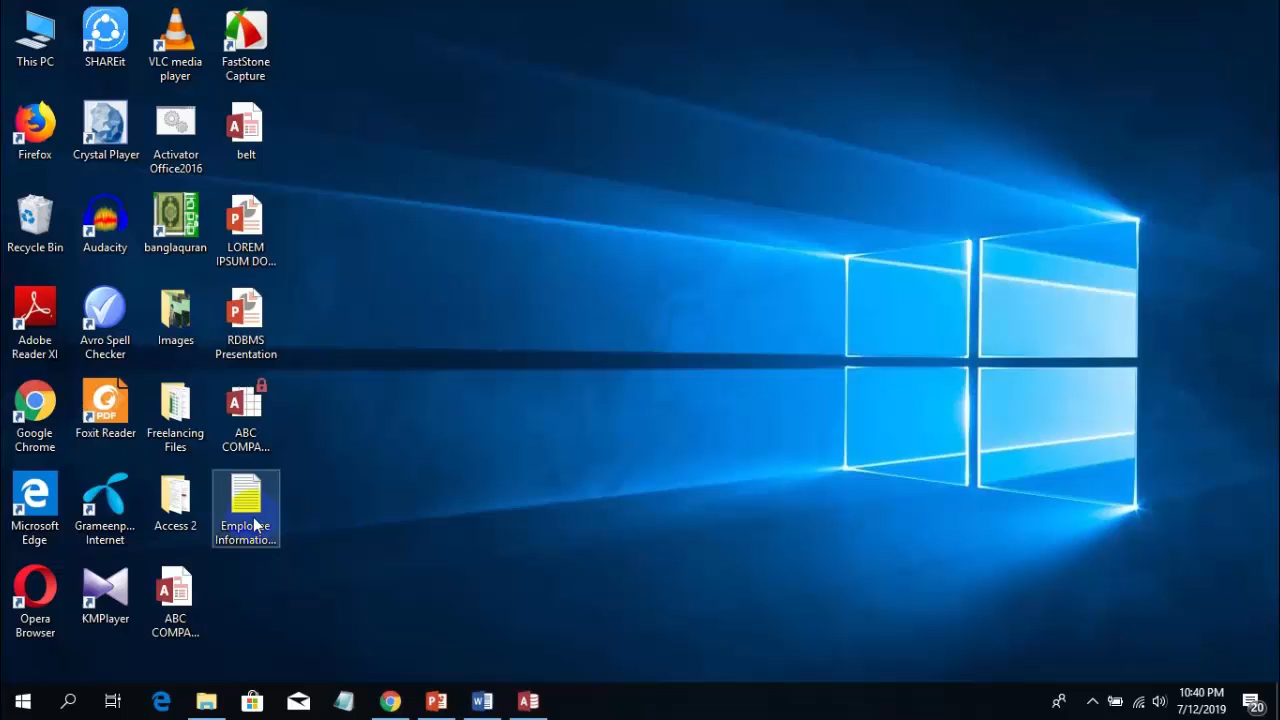 This PC
SHAREit
VLC media
player
FastStone
Capture
Firefox
Crystal Player
Activator
Office2016
belt
Recycle Bin
Audacity
banglaquran
LOREM
IPSUM DO...
Adobe
Reader XI
Avro Spell
Checker
Images
RDBMS
Presentation
Google
Chrome
PDF
Foxit Reader
Freelancing
Files
ABC
COMPA...
Microsoft
Edge
Grameenp...
Internet
Access 2
Employee
Informatio...
Opera
Browser
KMPlayer
ABC
COMPA...
10:40 PM
7/12/2019
20